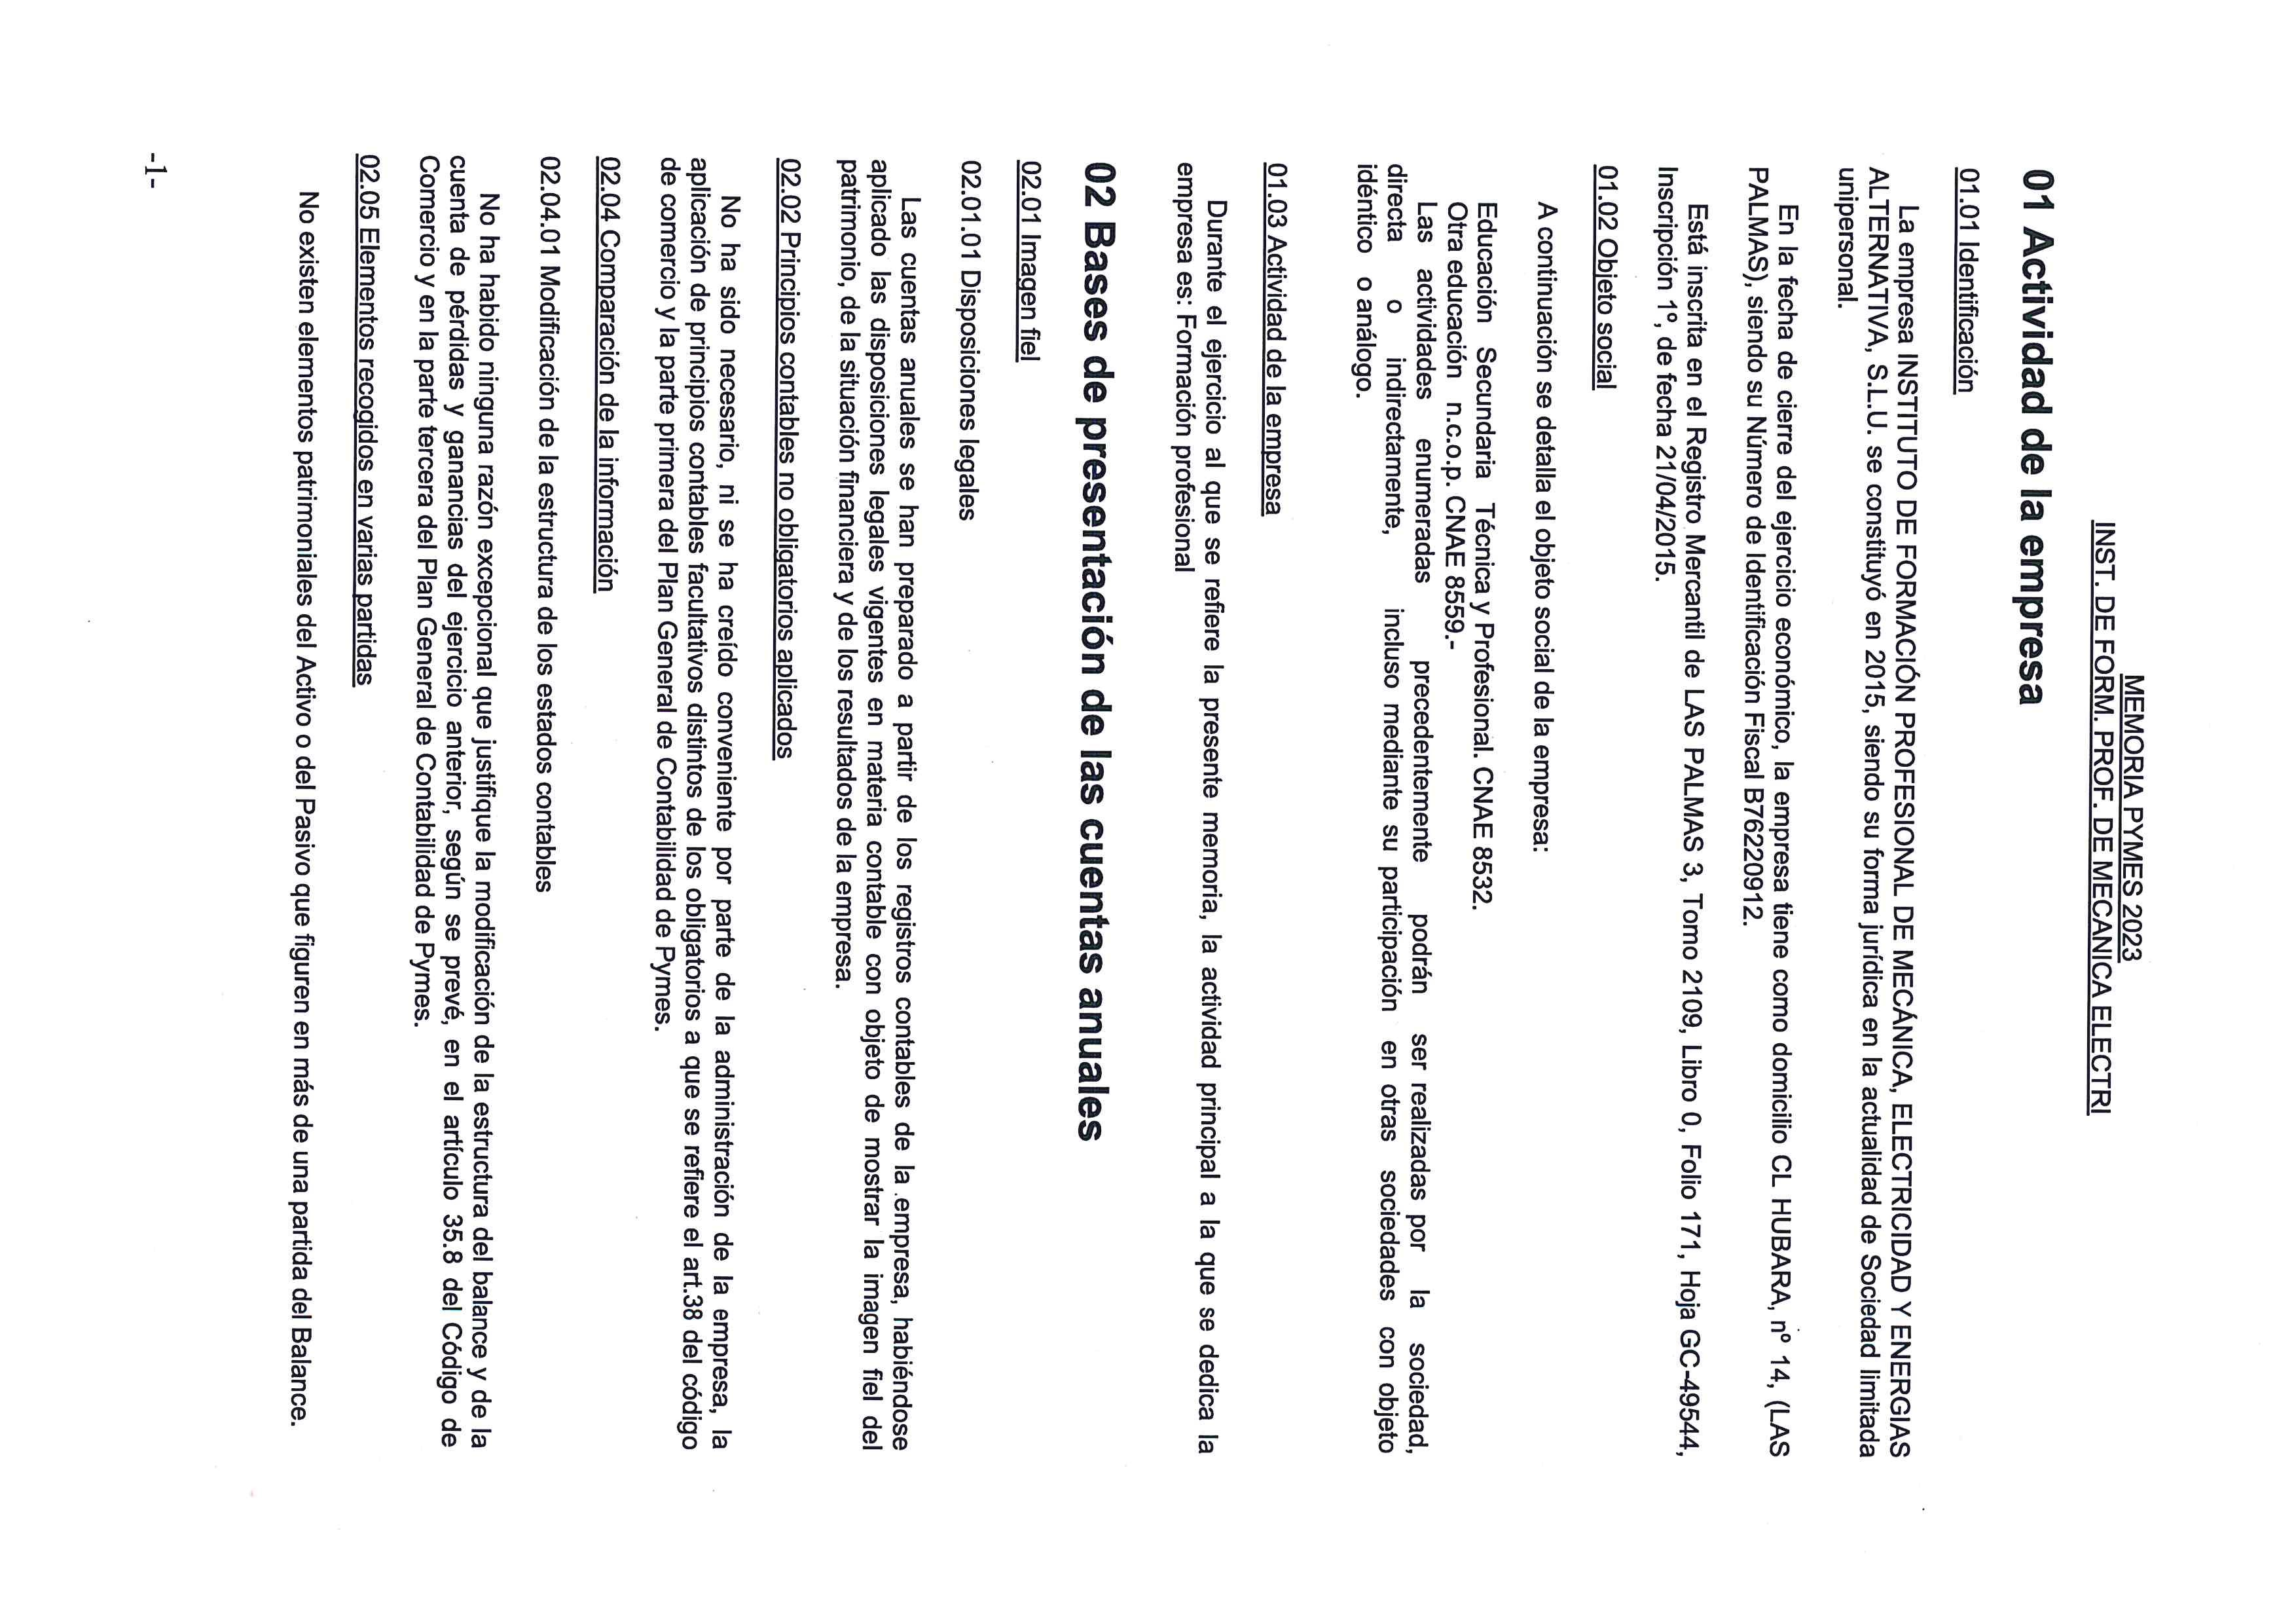 MEMORIA PYMES 2023
INST. DE FORM. PROF. DE MECANICA ELECTRI
01 Actividad de la empresa
01.01 Identificación
La empresa INSTITUTO DE FORMACIÓN PROFESIONAL DE MECÁNICA, ELECTRICIDAD Y ENERGIAS
ALTERNATIVA, S.L.U. se constituyó en 2015, siendo su forma jurídica en la actualidad de Sociedad limitada
unipersonal.
En la fecha de cierre del ejercicio económico, la empresa tiene como domicilio CL HUBARA, nº 14, (LAS
PALMAS), siendo su Número de Identificación Fiscal B76220912.
Está inscrita en el Registro Mercantil de LAS PALMAS 3, Tomo 2109, Libro 0, Folio 171, Hoja GC-49544,
Inscripción 1º, de fecha 21/04/2015.
01.02 Objeto social
A continuación se detalla el objeto social de la empresa:
Educación Secundaria Técnica y Profesional. CNAE 8532.
Otra educación n.c.o.p. CNAE 8559.-
Las actividades enumeradas precedentemente podrán ser realizadas por la sociedad,
directa o indirectamente, incluso mediante su participación en otras sociedades con objeto
idéntico o análogo.
01.03 Actividad de la empresa
Durante el ejercicio al que se refiere la presente memoria, la actividad principal a la que se dedica la
empresa es: Formación profesional
02 Bases de presentación de las cuentas anuales
02.01 Imagen fiel
02.01.01 Disposiciones legales
Las cuentas anuales se han preparado a partir de los registros contables de la empresa, habiéndose
aplicado las disposiciones legales vigentes en materia contable con objeto de mostrar la imagen fiel del
patrimonio, de la situación financiera y de los resultados de la empresa.
02.02 Principios contables no obligatorios aplicados
No ha sido necesario, ni se ha creído conveniente por parte de la administración de la empresa, la
aplicación de principios contables facultativos distintos de los obligatorios a que se refiere el art.38 del código
de comercio y la parte primera del Plan General de Contabilidad de Pymes.
02.04 Comparación de la información
02.04.01 Modificación de la estructura de los estados contables
No ha habido ninguna razón excepcional que justifique la modificación de la estructura del balance y de la
cuenta de pérdidas y ganancias del ejercicio anterior, según se prevé, en el artículo 35.8 del Código de
Comercio y en la parte tercera del Plan General de Contabilidad de Pymes.
02.05 Elementos recogidos en varias partidas
No existen elementos patrimoniales del Activo o del Pasivo que figuren en más de una partida del Balance.
-1-